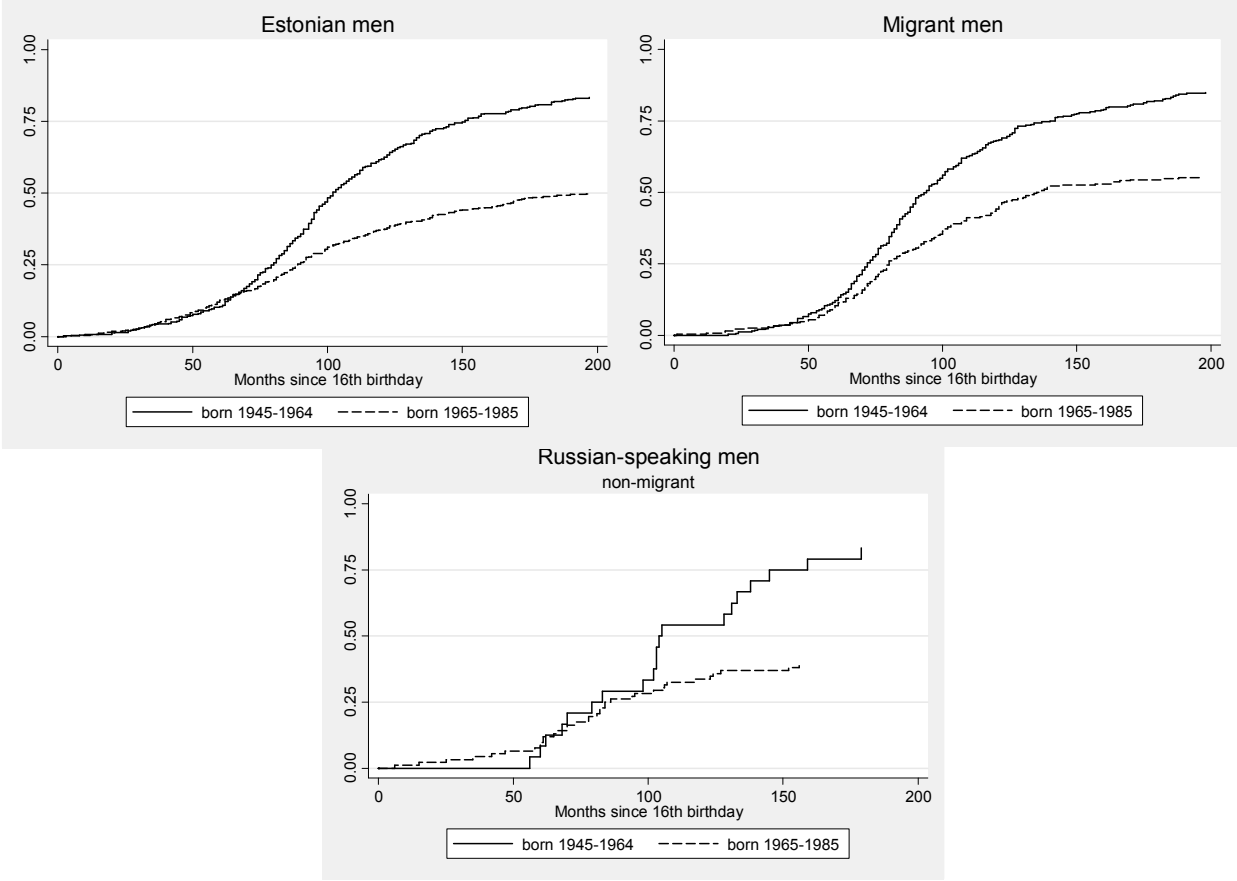 Estonian men
1.00
0.75
0.50
0.25
0.00
0 50 100 150 200
Months since 16th birthday
born 1945-1964 born 1965-1985
Migrant men
1.00
0.75
0.50
0.25
0.00
0 50 100 150 200
Months since 16th birthday
born 1945-1964 born 1965-1985
Russian-speaking men
non-migrant
1.00
0.75
0.50
0.25
0.00
0 50 100 150 200
Months since 16th birthday
born 1945-1964 born 1965-1985